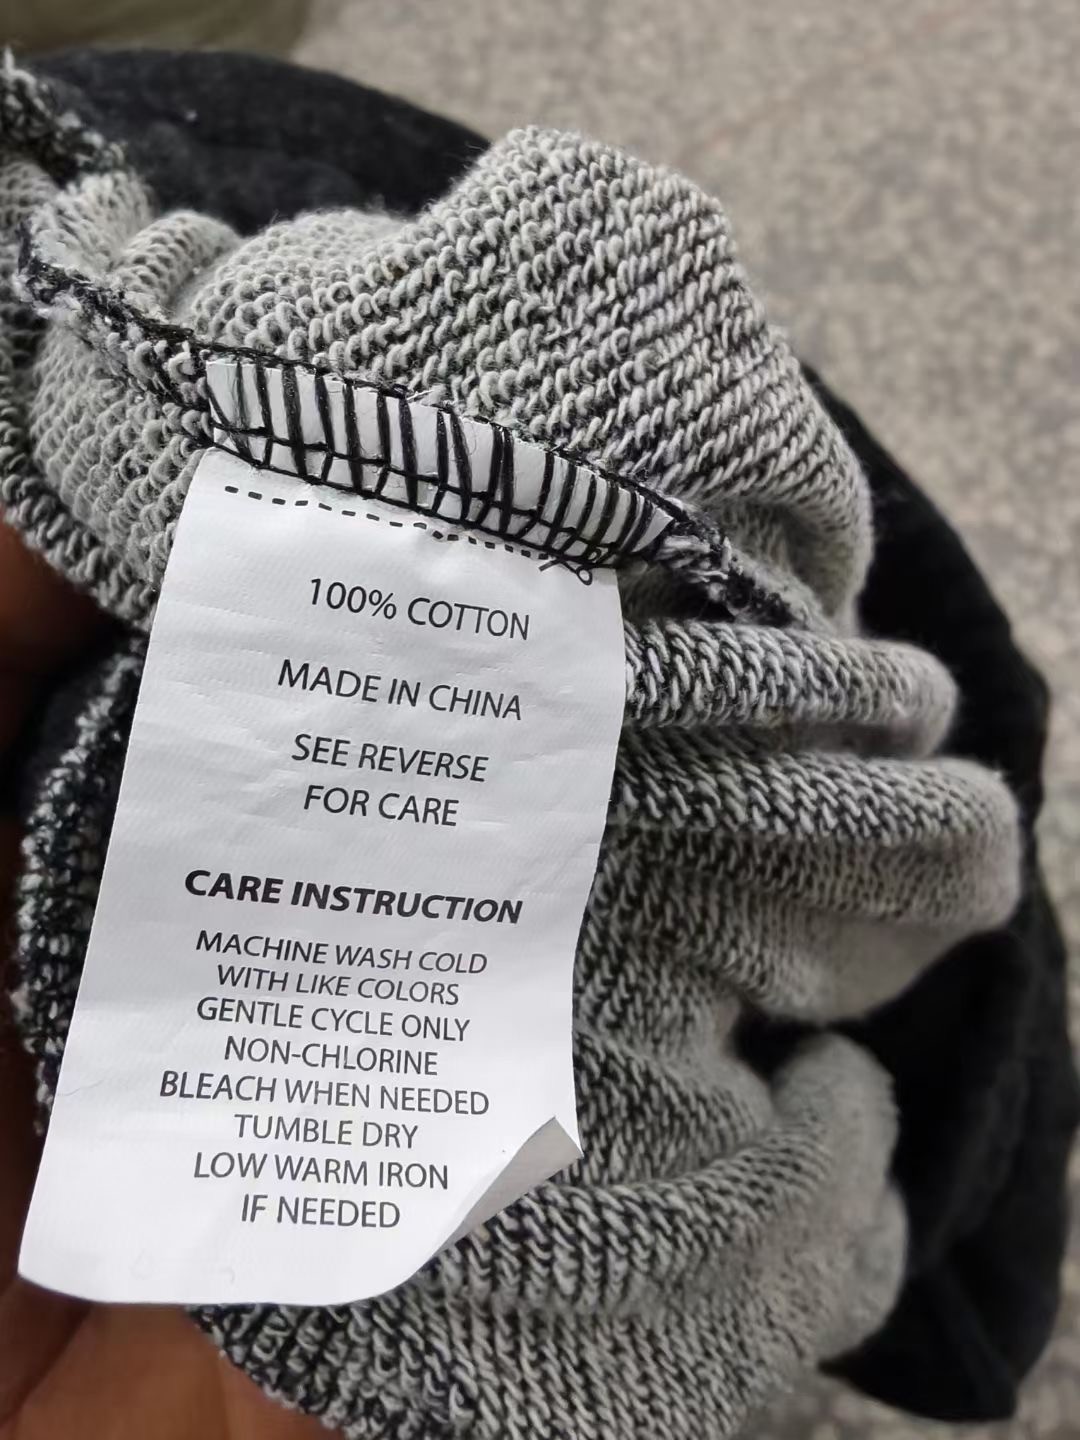 100% COTTON
MADE IN CHINA
SEE REVERSE
FOR CARE
CARE INSTRUCTION
MACHINE WASH COLD
WITH LIKE COLORS
GENTLE CYCLE ONLY
NON-CHLORINE
BLEACH WHEN NEEDED
TUMBLE DRY
LOW WARM IRON
IF NEEDED